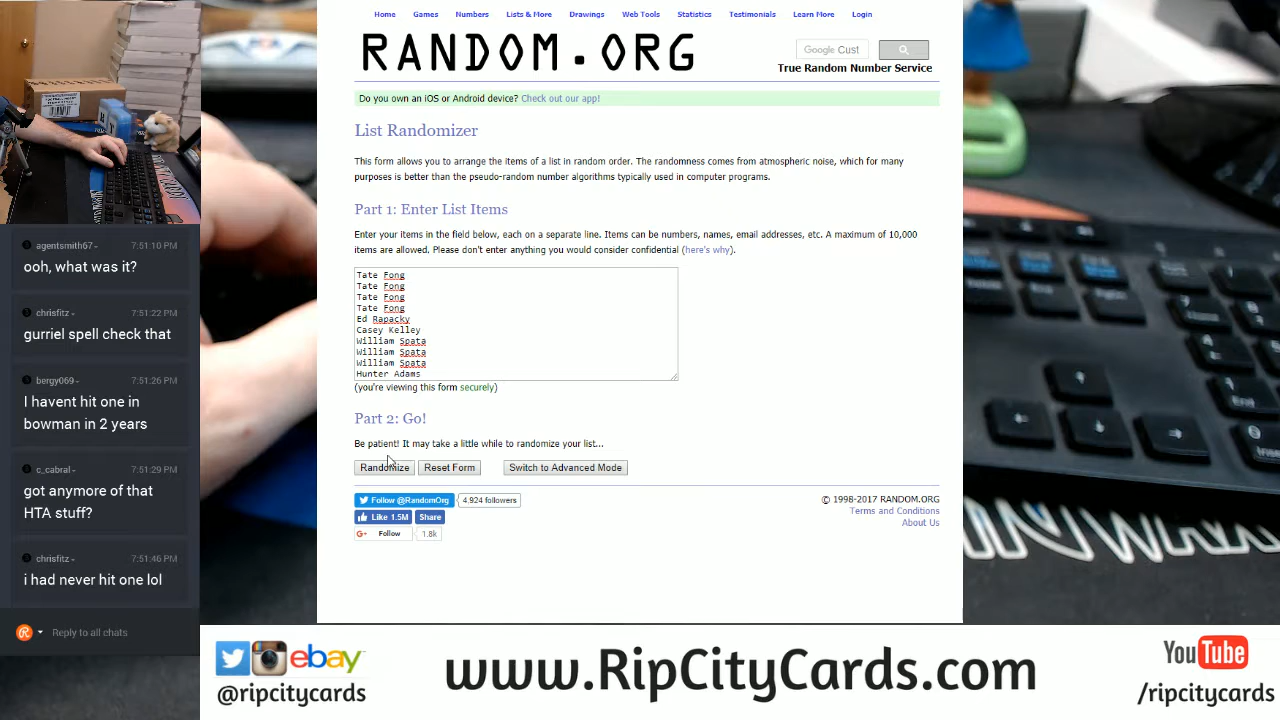 Home Games Numbers Lists & More Drawings Web Tools Statistics Testimonials Learn More Login
RANDOM.ORG
Google Cust
True Random Number Service
Do you own an iOS or Android device? Check out our app!
List Randomizer
This form allows you to arrange the items of a list in random order. The randomness comes from atmospheric noise, which for many
purposes is better than the pseudo-random number algorithms typically used in computer programs.
Part 1: Enter List Items
Enter your items in the field below, each on a separate line. Items can be numbers, names, email addresses, etc. A maximum of 10,000
items are allowed. Please don't enter anything you would consider confidential (here's why).
Tate Fong
Tate Fong
Tate Fong
Tate Fong
Ed Rapacky
Casey Kelley
William Spata
William Spata
William Spata
Hunter Adams
(you're viewing this form securely)
Part 2: Go!
Be patient! It may take a little while to randomize your list...
Randomize Reset Form Switch to Advanced Mode
Follow @RandomOrg 4,924 followers
Like 1.5M Share
G+ Follow 1.8k
© 1998-2017 RANDOM.ORG
Terms and Conditions
About Us
agentsmith67 7:51:10 PM
ooh, what was it?
chrisfitz 7:51:22 PM
gurriel spell check that
bergy069 7:51:26 PM
I havent hit one in
bowman in 2 years
c_cabral 7:51:29 PM
got anymore of that
HTA stuff?
chrisfitz 7:51:46 PM
i had never hit one lol
Reply to all chats
ebay
@ripcitycards
www.RipCityCards.com
YouTube
/ripcitycards